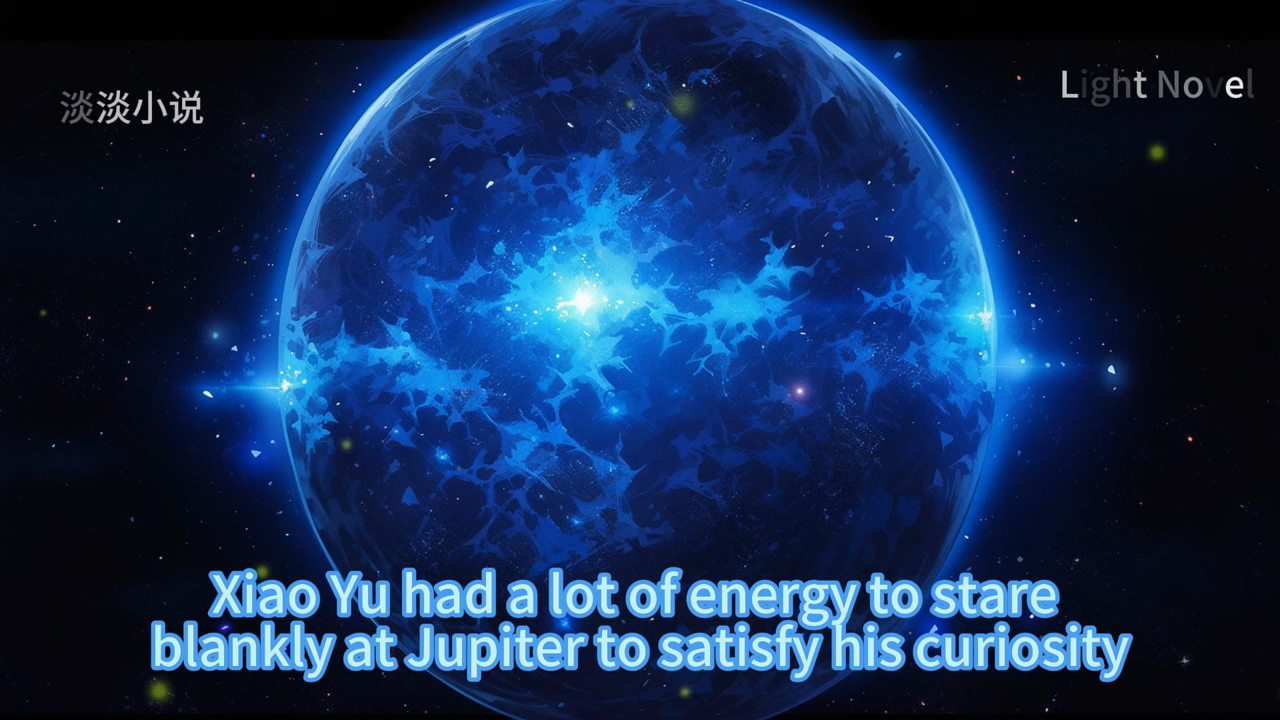 淡淡小说
Light Novel
Xiao Yu had a lot of energy to stare
blankly at Jupiter to satisfy his curiosity